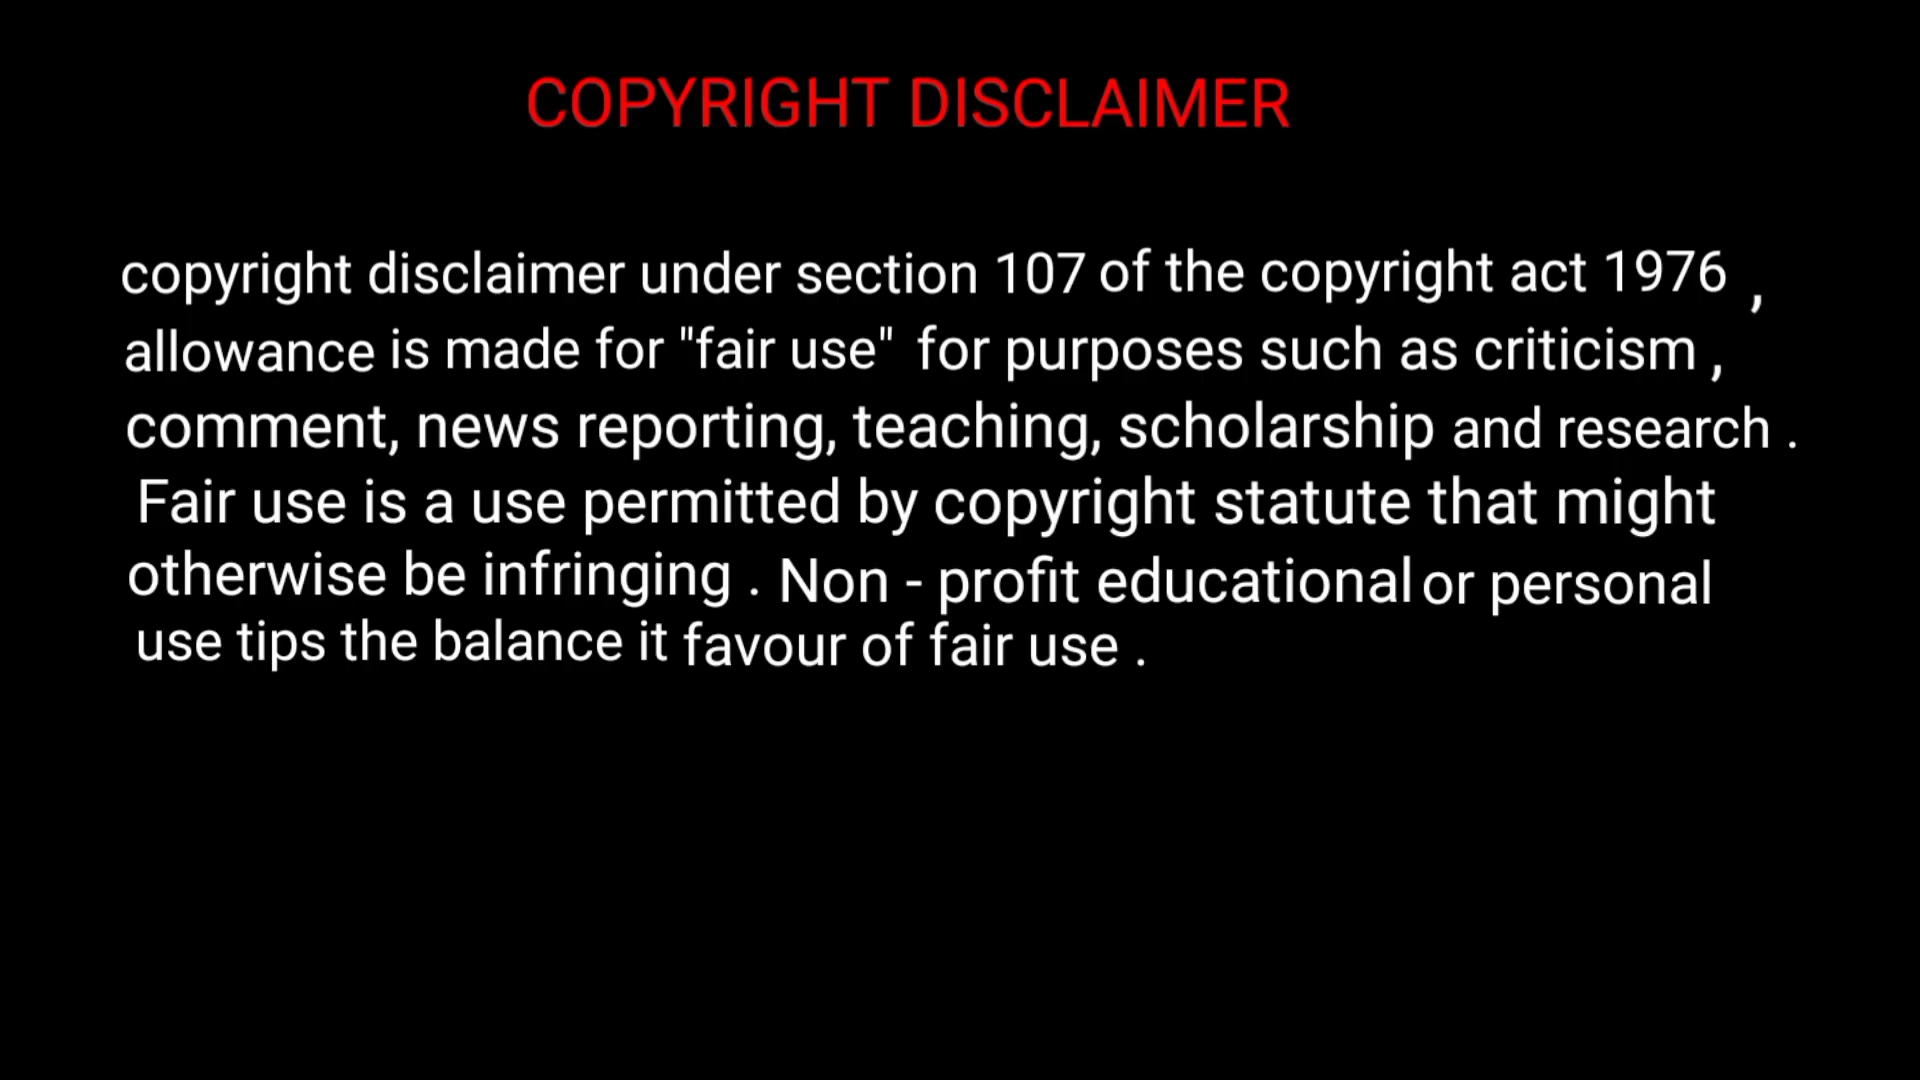 COPYRIGHT DISCLAIMER
copyright disclaimer under section 107 of the copyright act 1976 ,
allowance is made for "fair use" for purposes such as criticism ,
comment, news reporting, teaching, scholarship and research .
Fair use is a use permitted by copyright statute that might
otherwise be infringing . Non - profit educational or personal
use tips the balance it favour of fair use .